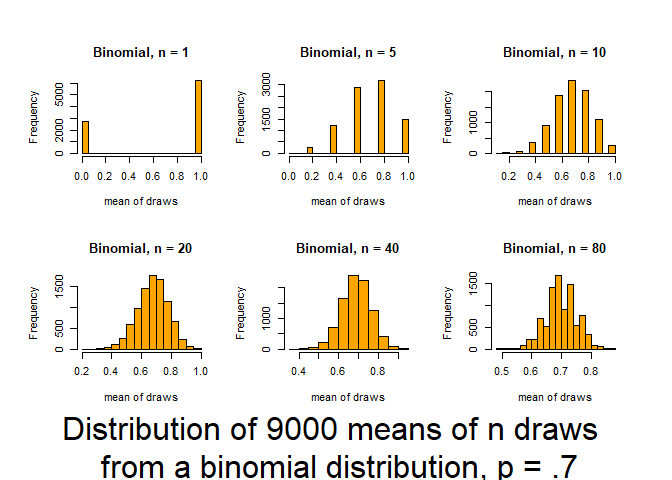 Binomial, n = 1
Binomial, n = 5
Binomial, n = 10
Frequency
0 2000 5000
0.0 0.2 0.4 0.6 0.8 1.0
mean of draws
Frequency
0 1500 3000
0.0 0.2 0.4 0.6 0.8 1.0
mean of draws
Frequency
0 1000
0.2 0.4 0.6 0.8 1.0
mean of draws
Binomial, n = 20
Binomial, n = 40
Binomial, n = 80
Frequency
0 500 1500
0.2 0.4 0.6 0.8 1.0
mean of draws
Frequency
0 1000
0.4 0.6 0.8
mean of draws
Frequency
0 500 1500
0.5 0.6 0.7 0.8
mean of draws
Distribution of 9000 means of n draws
from a binomial distribution, p = .7